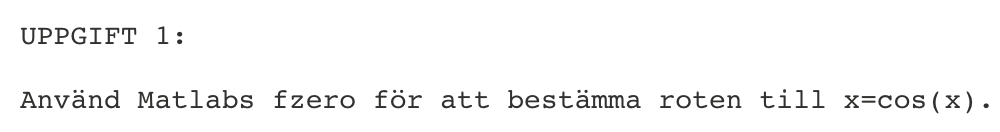 UPPGIFT 1:
Använd Matlabs fzero för att bestämma roten till x=cos(x).